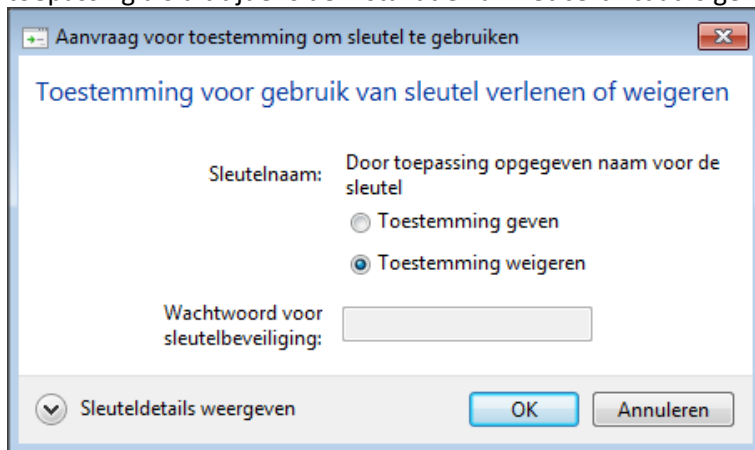 Aanvraag voor toestemming om sleutel te gebruiken
Toestemming voor gebruik van sleutel verlenen of weigeren
Sleutelnaam:
Door toepassing opgegeven naam voor de
sleutel
Toestemming geven
Toestemming weigeren
Wachtwoord voor
sleutelbeveiliging:
Sleuteldetails weergeven
OK
Annuleren